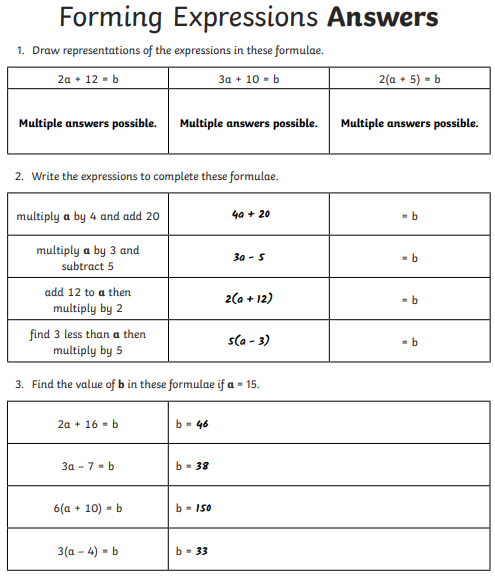 Forming Expressions Answers
1. Draw representations of the expressions in these formulae.
2a + 12 = b 3a + 10 = b 2(a + 5) = b
Multiple answers possible. Multiple answers possible. Multiple answers possible.
2. Write the expressions to complete these formulae.
multiply a by 4 and add 20 4a + 20 = b
multiply a by 3 and
subtract 5 3a - 5 = b
add 12 to a then
multiply by 2 2(a + 12) = b
find 3 less than a then
multiply by 5 5(a - 3) = b
3. Find the value of b in these formulae if a = 15.
2a + 16 = b b = 46
3a – 7 = b b = 38
6(a + 10) = b b = 150
3(a – 4) = b b = 33